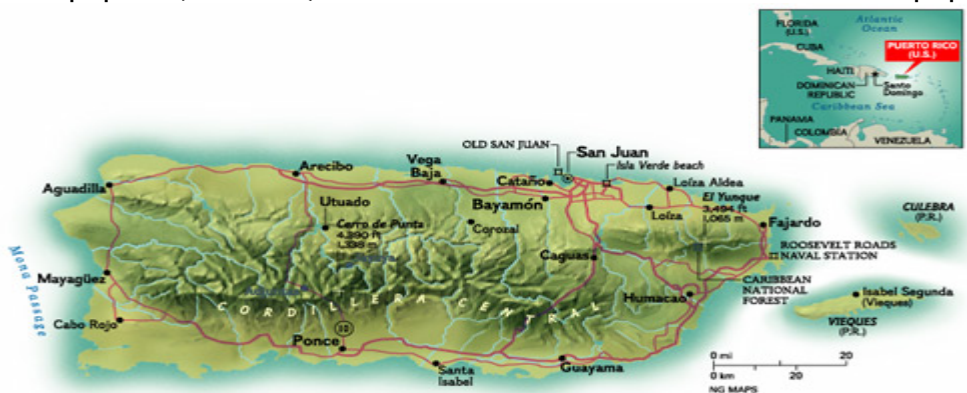 Atlantic
Ocean
FLORIDA
(U.S.)
CUBA
PUERTO RICO
(U.S.)
HAITI
DOMINICAN
REPUBLIC
Santo
Domingo
Caribbean Sea
PANAMA
COLOMBIA
VENEZUELA
OLD SAN JUAN
San Juan
Isla Verde beach
Arecibo
Vega
Baja
Cataño
Loíza Aldea
Aguadilla
Bayamón
El Yunque
3,494 ft
1,065 m
Utuado
Loíza
Cerro de Punta
4,390 ft
1,338 m
Corozal
Fajardo
CULEBRA
(P.R.)
ROOSEVELT ROADS
NAVAL STATION
Caguas
Mona Passage
Mayagüez
CARIBBEAN
NATIONAL
FOREST
Humacao
Isabel Segunda
(Vieques)
CORDILLERA CENTRAL
VIEQUES
(P.R.)
Cabo Rojo
10
Ponce
Guayama
Santa
Isabel
0 mi 20
0 km 20
NG MAPS